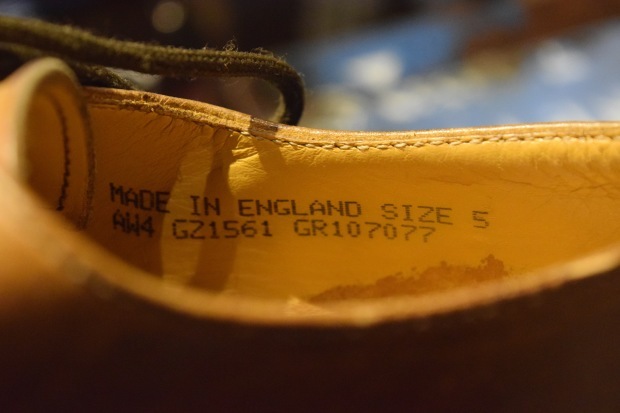 MADE IN ENGLAND SIZE 5
AW4 GZ1561 GR107077